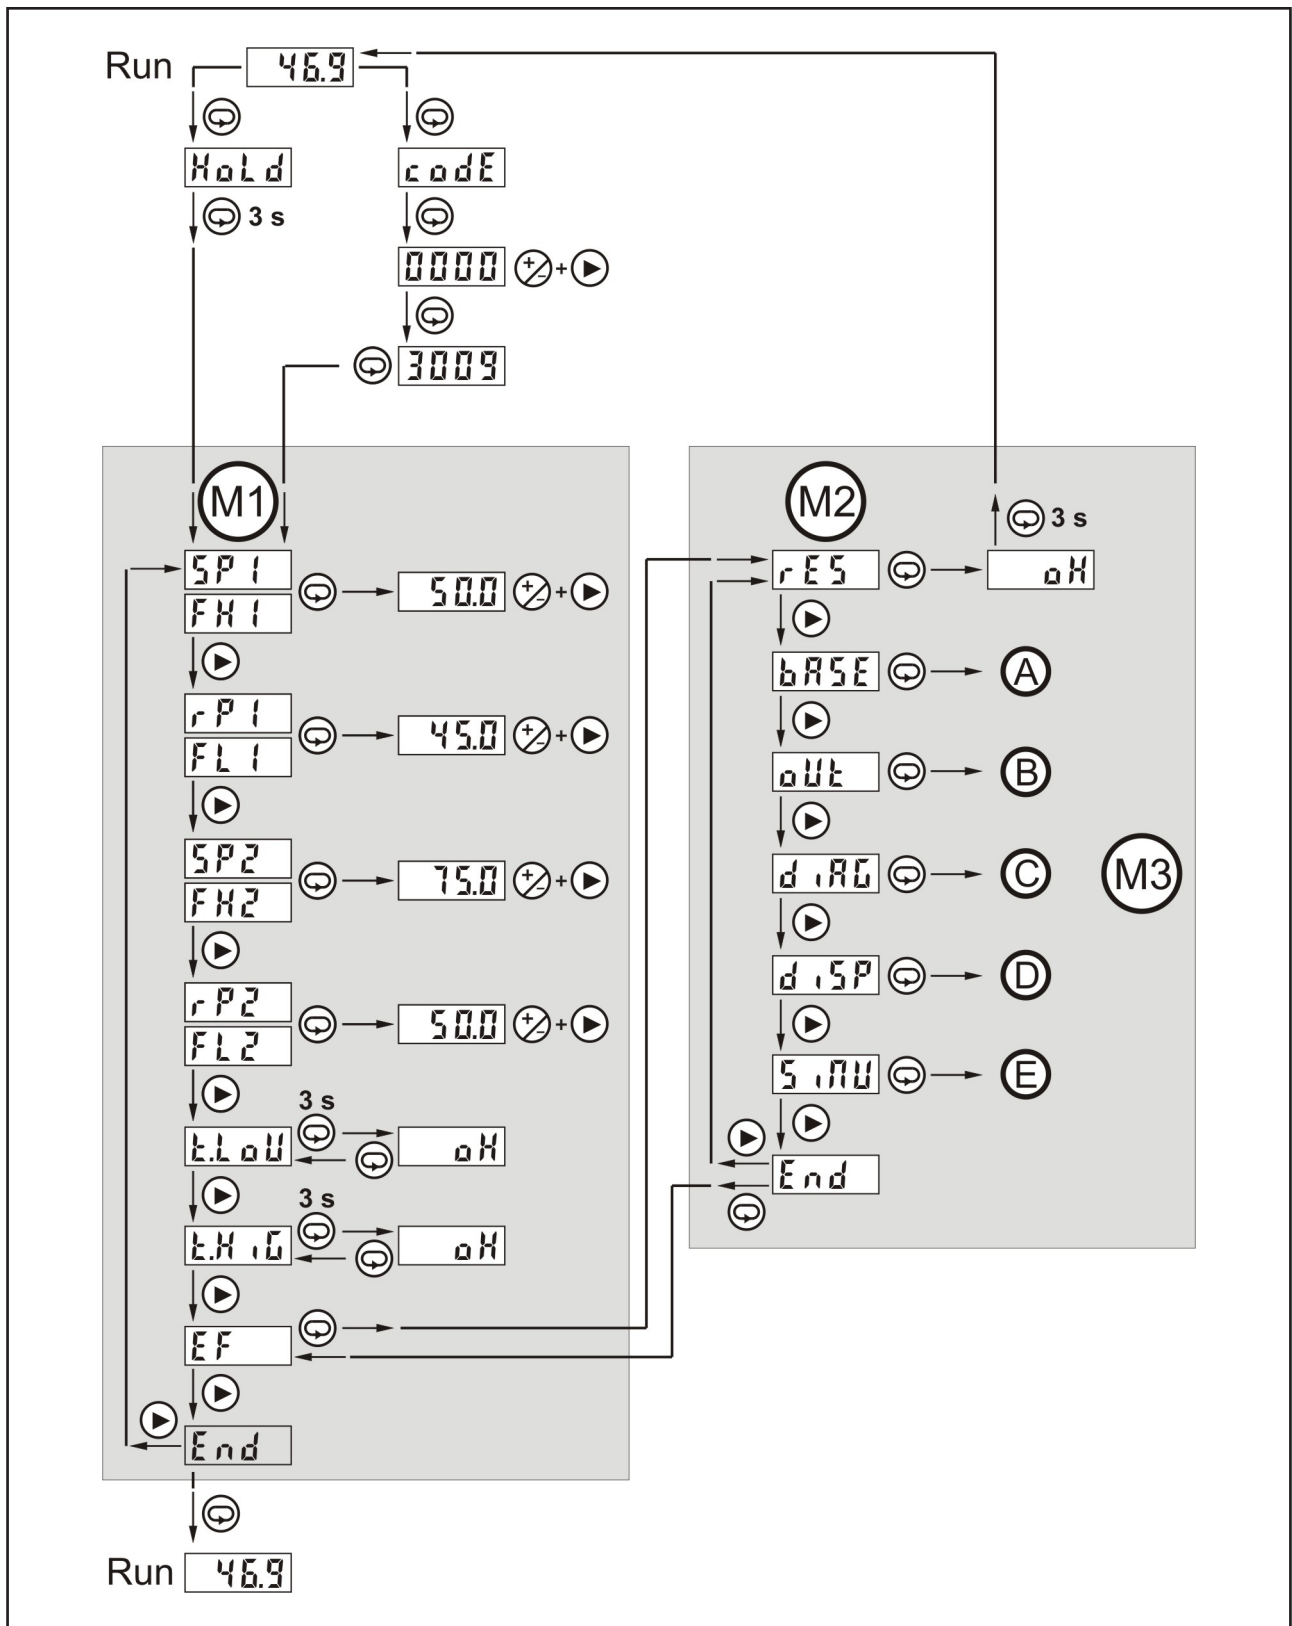 Run 46.9
HoLd
codE
3 s
0000 +/- + ▶
3009
M1
SP1
FH1
50.0 +/- + ▶
rP1
FL1
45.0 +/- + ▶
SP2
FH2
75.0 +/- + ▶
rP2
FL2
50.0 +/- + ▶
3 s
t.LoU
oH
3 s
t.HiG
oH
EF
End
Run 46.9
M2
3 s
rES
oH
bASE
A
oUt
B
diAG
C
M3
diSP
D
SiMU
E
End